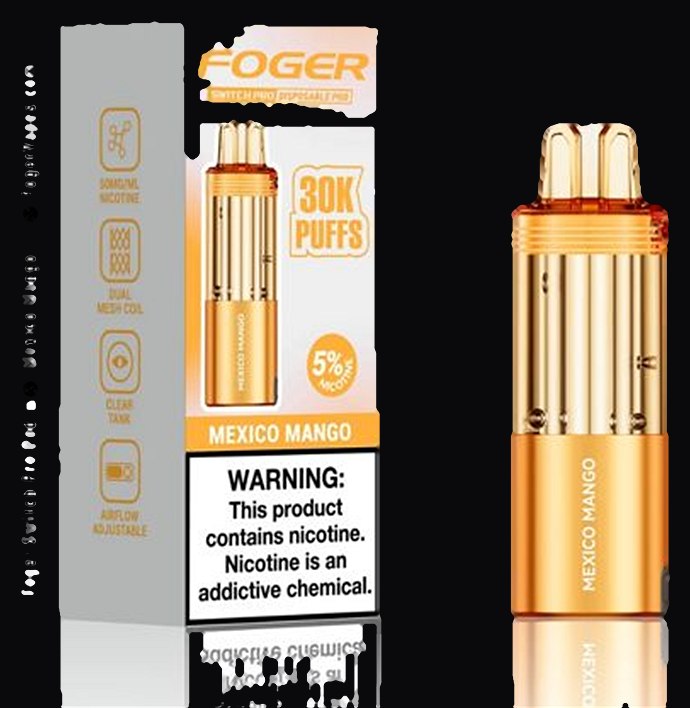 FOGER
SWITCH PRO DISPOSABLE POD
30K
PUFFS
MEXICO MANGO
5%
NICOTINE
MEXICO MANGO
WARNING:
This product
contains nicotine.
Nicotine is an
addictive chemical.
50MG/ML
NICOTINE
DUAL
MESH COIL
CLEAR
TANK
AIRFLOW
ADJUSTABLE
MEXICO MANGO